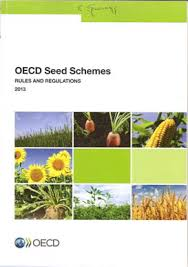 OECD Seed Schemes
RULES AND REGULATIONS
2013
OECD